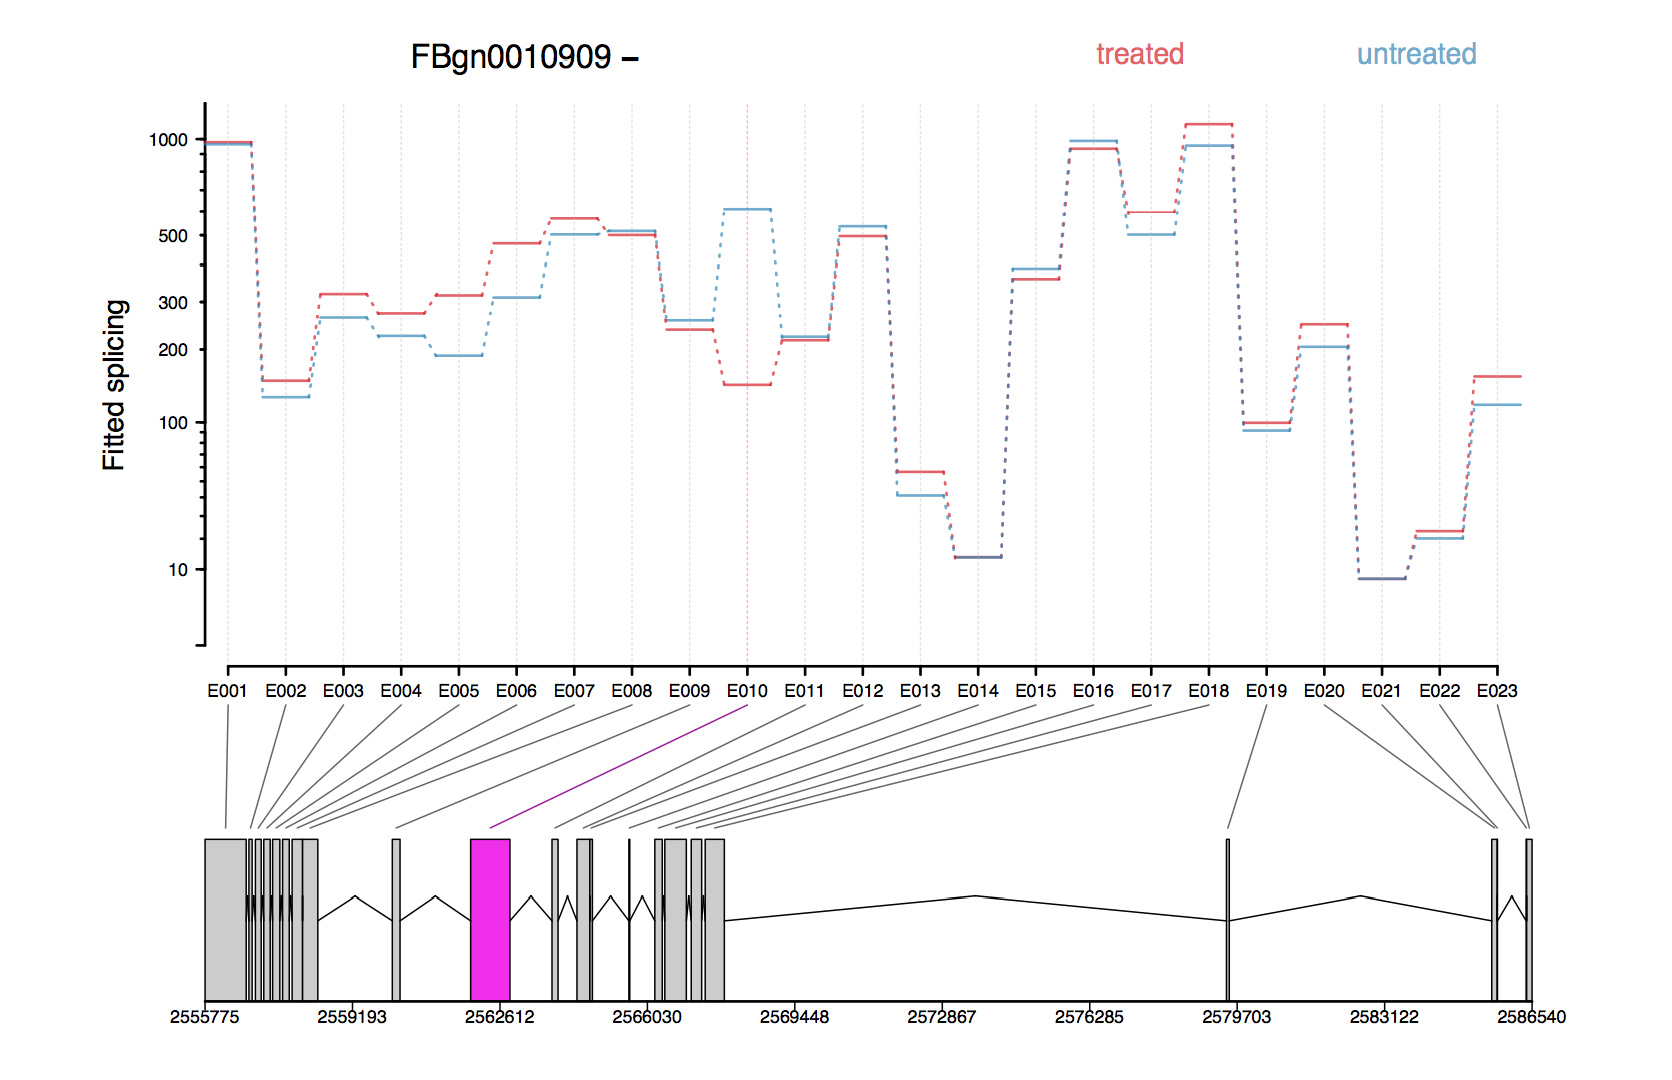 FBgn0010909 – treated untreated
Fitted splicing
1000
500
300
200
100
10
E001 E002 E003 E004 E005 E006 E007 E008 E009 E010 E011 E012 E013 E014 E015 E016 E017 E018 E019 E020 E021 E022 E023
2555775 2559193 2562612 2566030 2569448 2572867 2576285 2579703 2583122 2586540